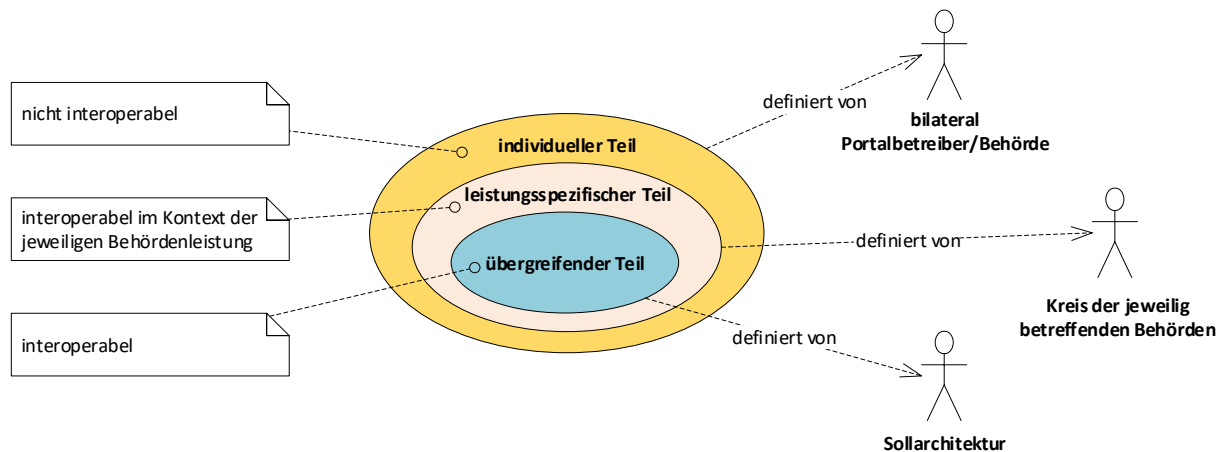 nicht interoperabel
interoperabel im Kontext der
jeweiligen Behördenleistung
interoperabel
individueller Teil
leistungsspezifischer Teil
übergreifender Teil
definiert von
definiert von
definiert von
bilateral
Portalbetreiber/Behörde
Kreis der jeweilig
betreffenden Behörden
Sollarchitektur